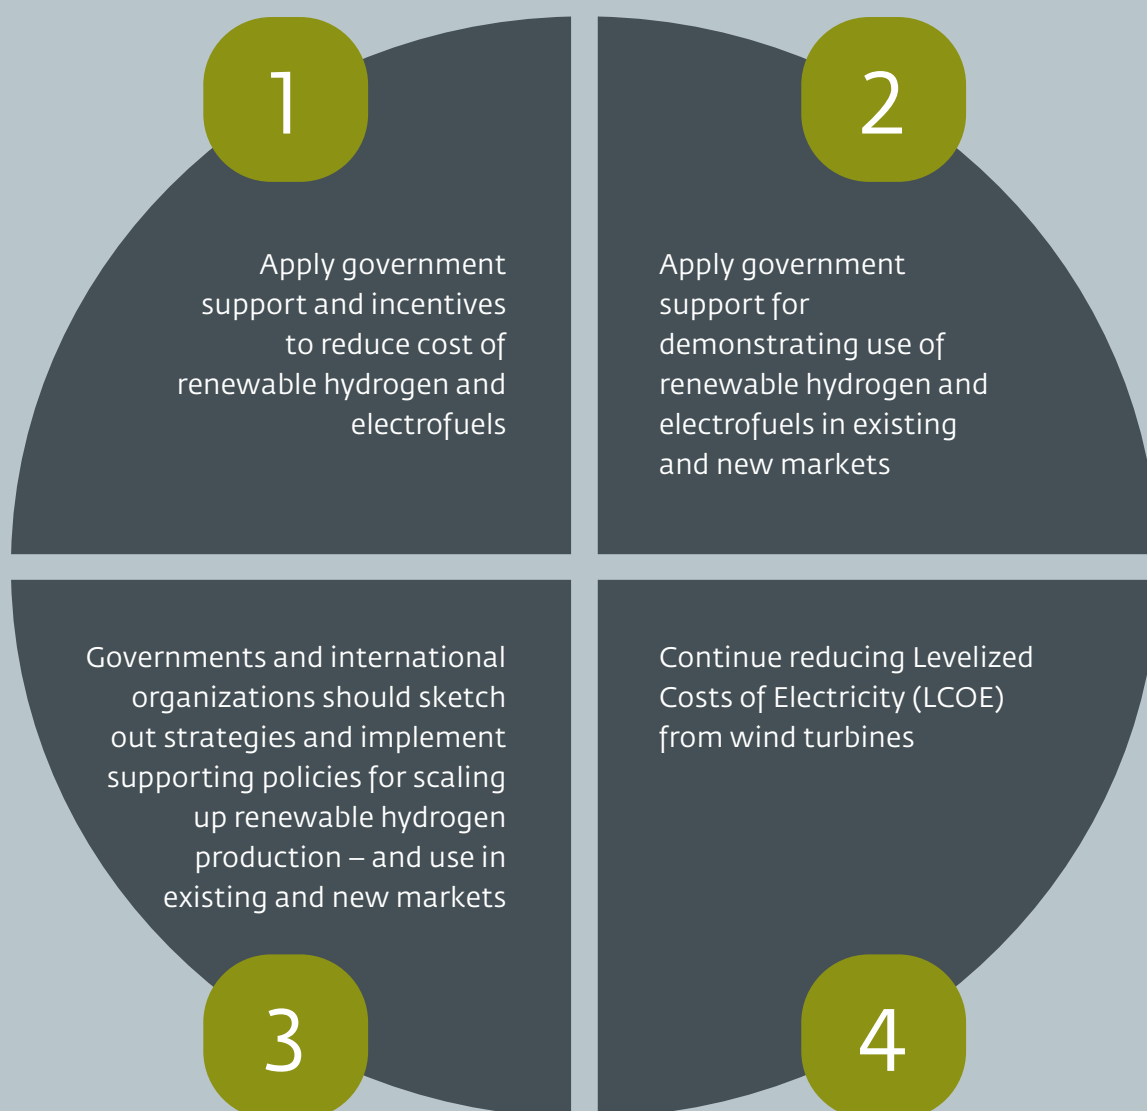 1
Apply government
support and incentives
to reduce cost of
renewable hydrogen and
electrofuels
2
Apply government
support for
demonstrating use of
renewable hydrogen and
electrofuels in existing
and new markets
Governments and international
organizations should sketch
out strategies and implement
supporting policies for scaling
up renewable hydrogen
production – and use in
existing and new markets
3
Continue reducing Levelized
Costs of Electricity (LCOE)
from wind turbines
4